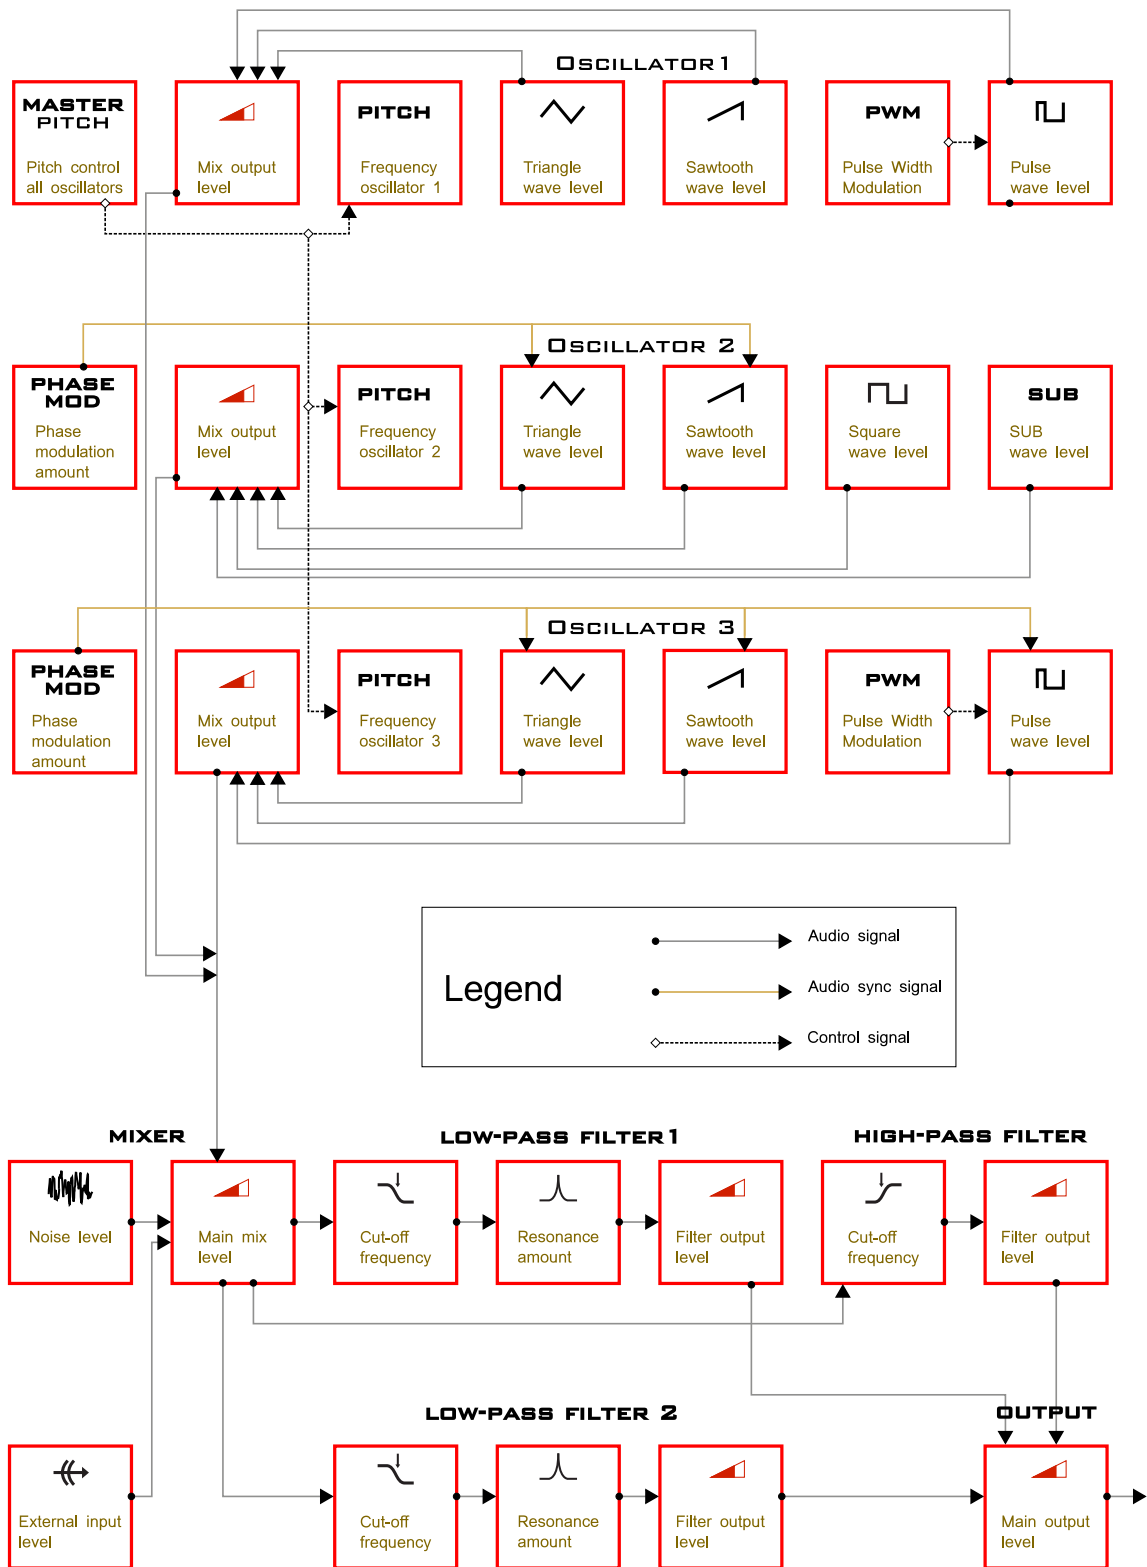 OSCILLATOR 1
MASTER
PITCH
Pitch control
all oscillators
Mix output
level
PITCH
Frequency
oscillator 1
Triangle
wave level
Sawtooth
wave level
PWM
Pulse Width
Modulation
Pulse
wave level
OSCILLATOR 2
PHASE
MOD
Phase
modulation
amount
Mix output
level
PITCH
Frequency
oscillator 2
Triangle
wave level
Sawtooth
wave level
Square
wave level
SUB
SUB
wave level
OSCILLATOR 3
PHASE
MOD
Phase
modulation
amount
Mix output
level
PITCH
Frequency
oscillator 3
Triangle
wave level
Sawtooth
wave level
PWM
Pulse Width
Modulation
Pulse
wave level
Legend
Audio signal
Audio sync signal
Control signal
MIXER
LOW-PASS FILTER 1
HIGH-PASS FILTER
Noise level
Main mix
level
Cut-off
frequency
Resonance
amount
Filter output
level
Cut-off
frequency
Filter output
level
LOW-PASS FILTER 2
OUTPUT
External input
level
Cut-off
frequency
Resonance
amount
Filter output
level
Main output
level